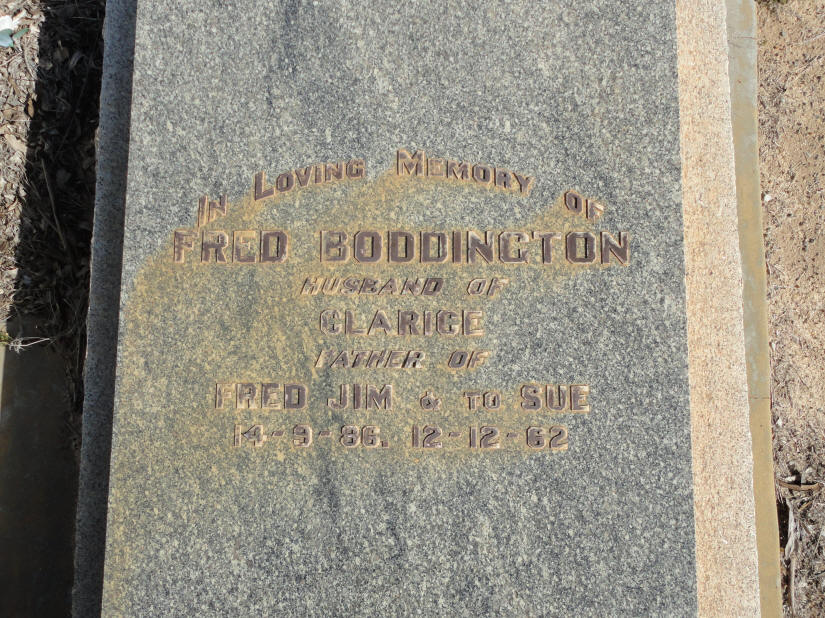 IN LOVING MEMORY OF
FRED BODDINGTON
HUSBAND OF
CLARICE
FATHER OF
FRED JIM & TO SUE
14-9-86. 12-12-62